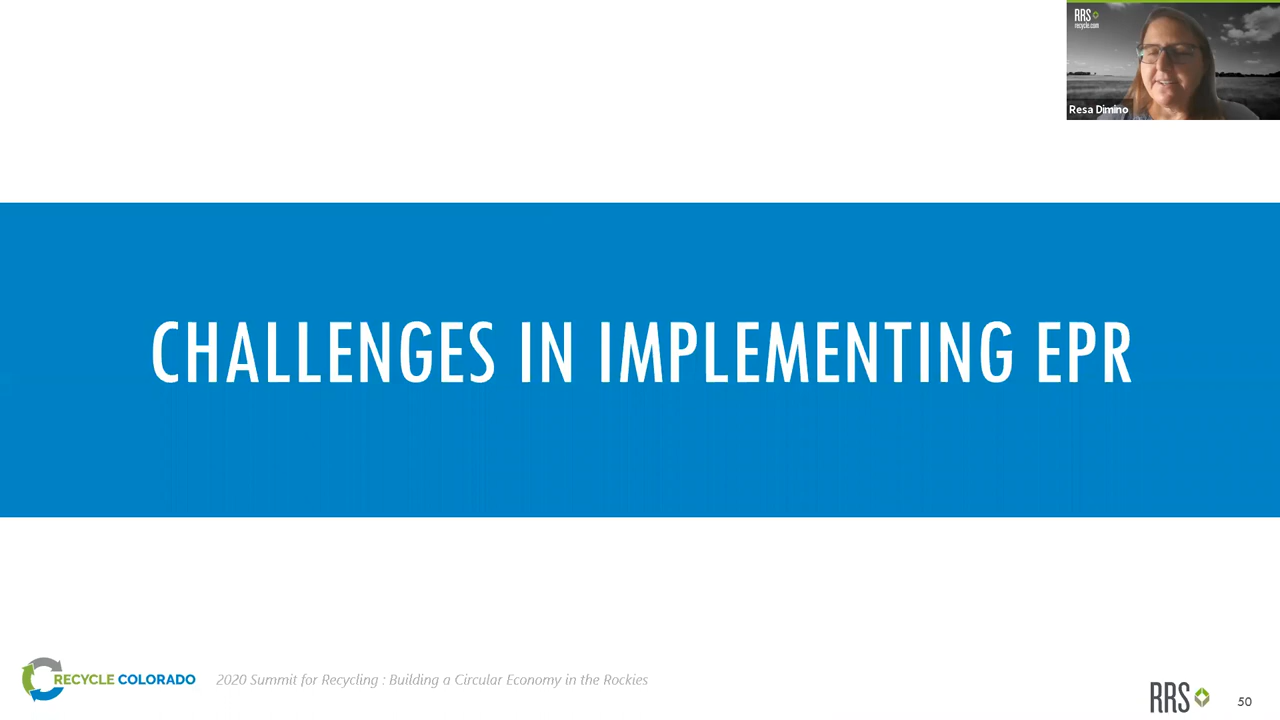 RRS
recycle.com
Resa Dimino
CHALLENGES IN IMPLEMENTING EPR
RECYCLE COLORADO
2020 Summit for Recycling : Building a Circular Economy in the Rockies
RRS
50